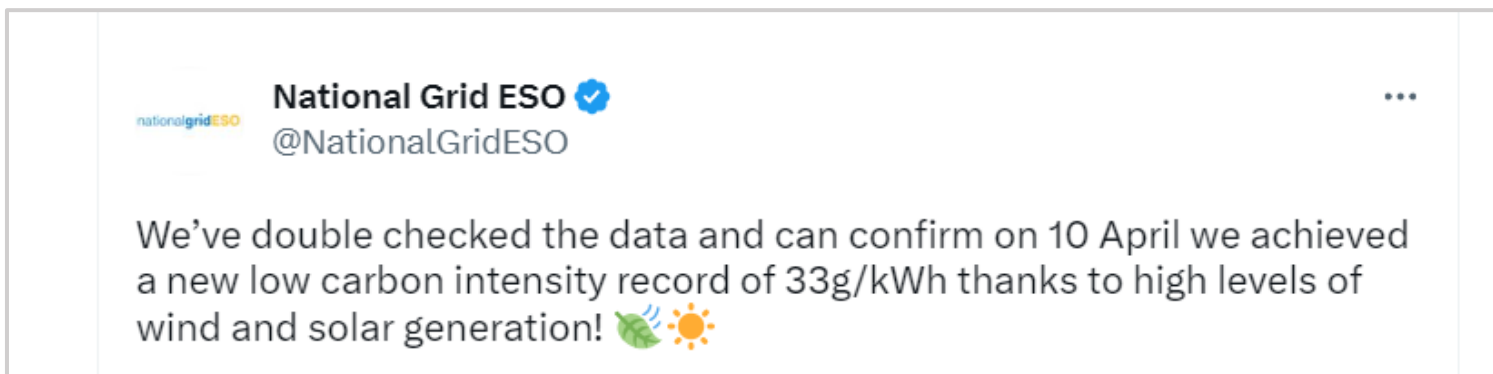 National Grid ESO
nationalgridESO
@NationalGridESO
We’ve double checked the data and can confirm on 10 April we achieved
a new low carbon intensity record of 33g/kWh thanks to high levels of
wind and solar generation! 🍃☀️